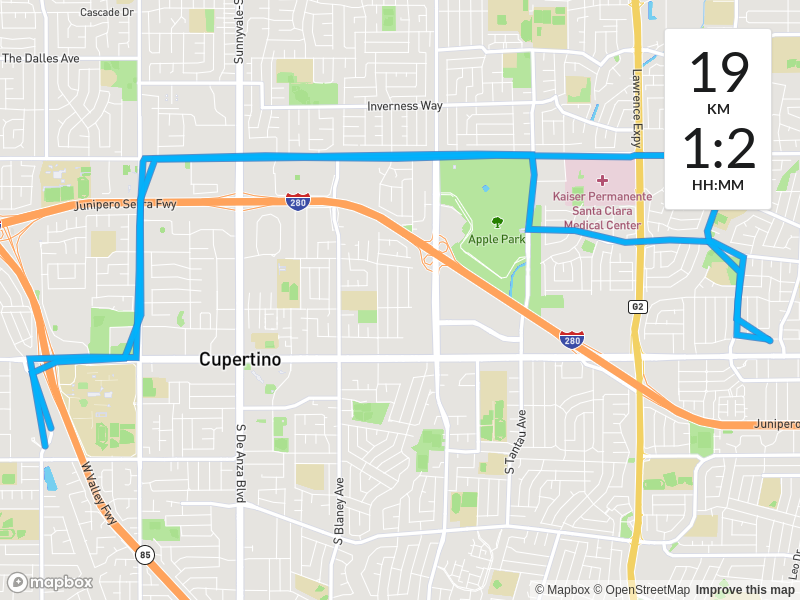 Cascade Dr
Sunnyvale-S
The Dalles Ave
Inverness Way
Lawrence Expy
19
KM
1:2
HH:MM
Junipero Serra Fwy
280
Kaiser Permanente
Santa Clara
Medical Center
Apple Park
G2
280
Cupertino
S De Anza Blvd
S Blaney Ave
S Tantau Ave
Junipero
W Valley Fwy
85
Leo Dr
mapbox
© Mapbox © OpenStreetMap Improve this map